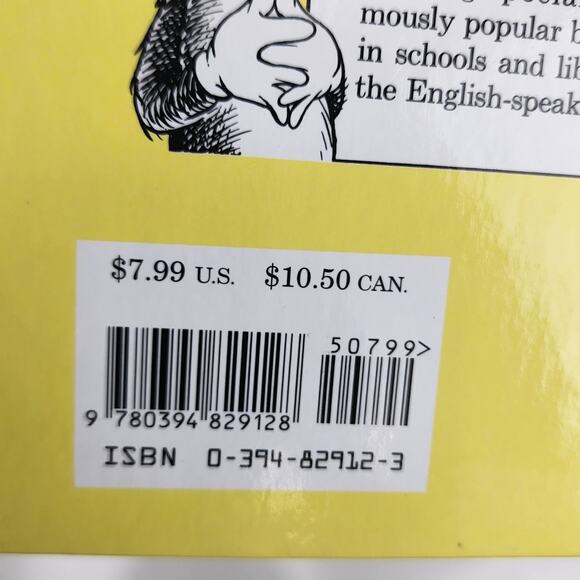 mously popular
in schools and
the English-speak
$7.99 U.S. $10.50 CAN.
50799>
9 780394 829128
ISBN 0-394-82912-3